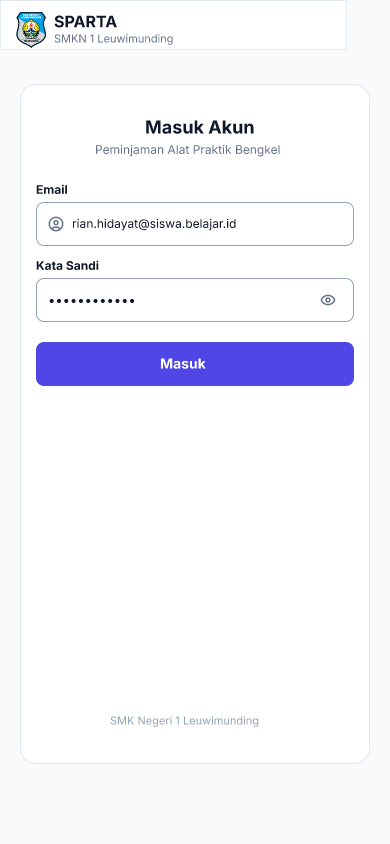 SPARTA
SMKN 1 Leuwimunding
Masuk Akun
Peminjaman Alat Praktik Bengkel
Email
rian.hidayat@siswa.belajar.id
Kata Sandi
••••••••••••
Masuk
SMK Negeri 1 Leuwimunding